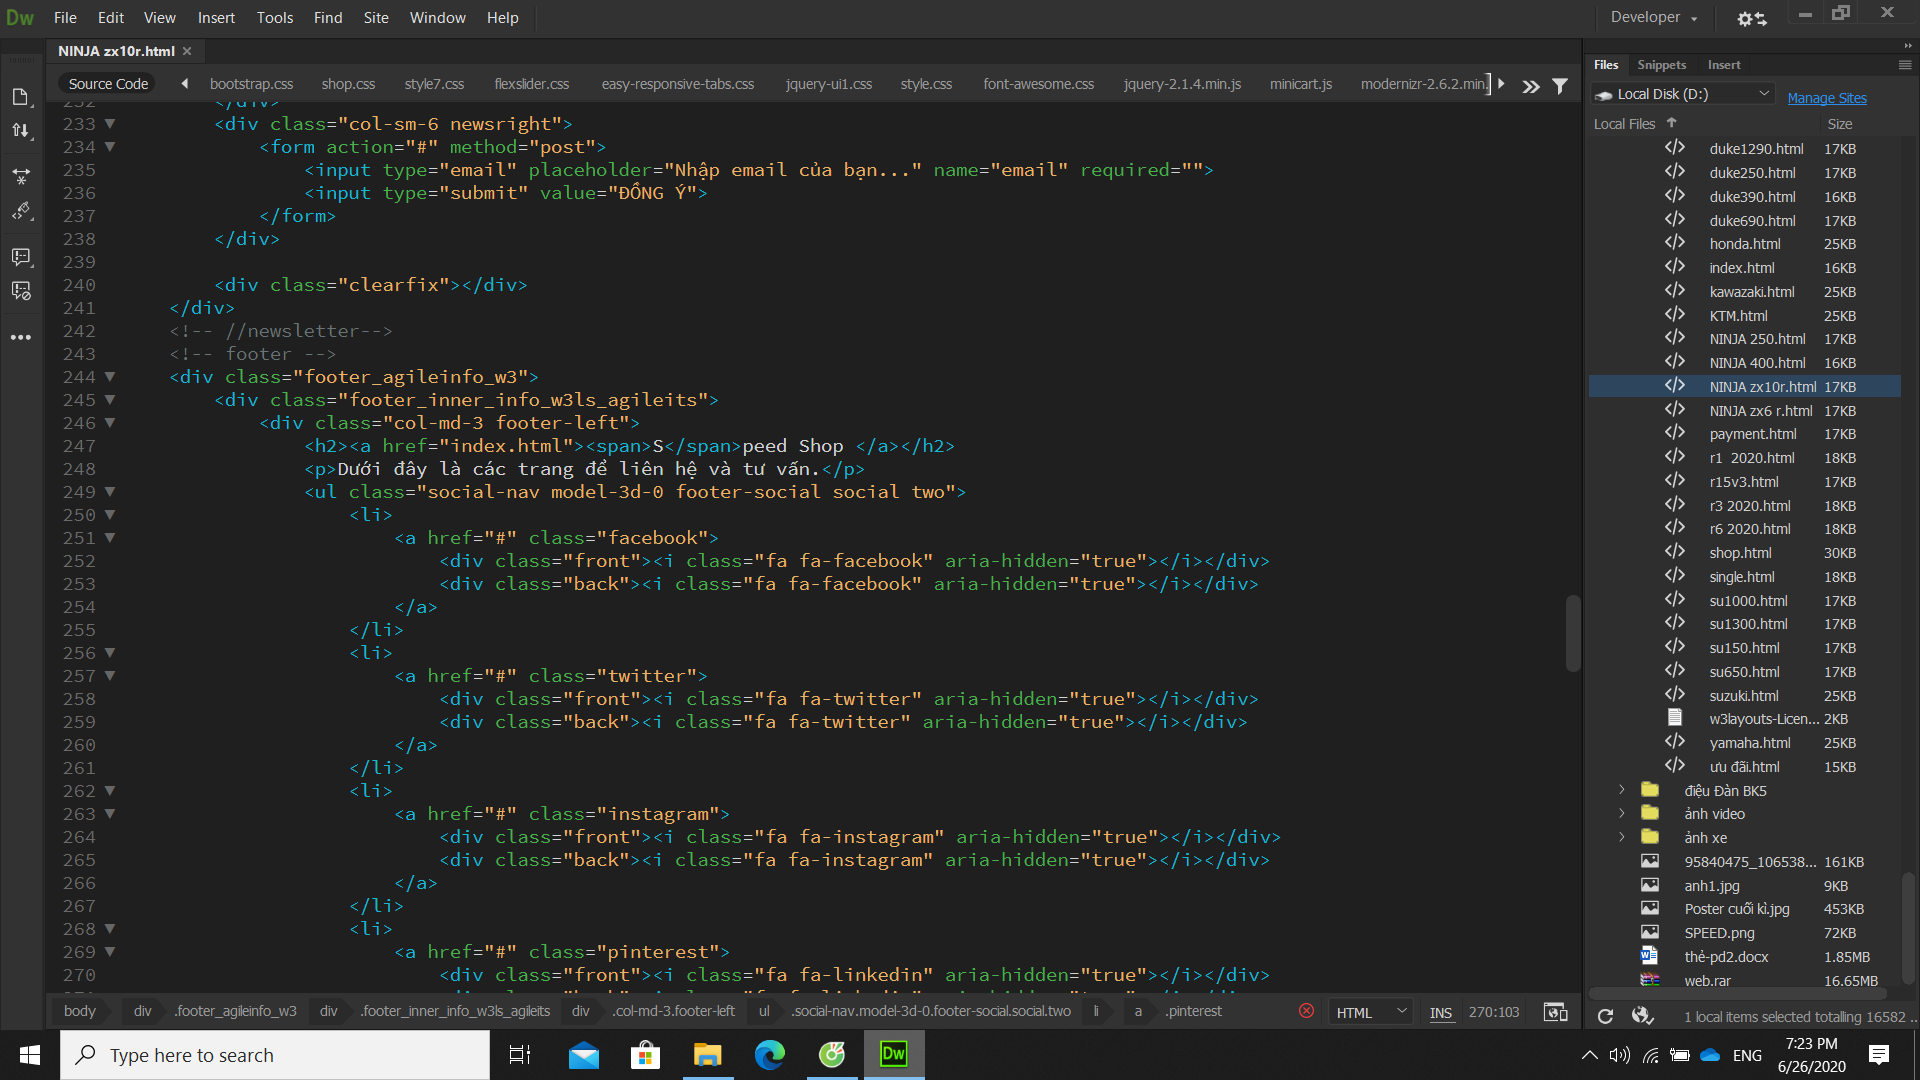 Dw File Edit View Insert Tools Find Site Window Help Developer
NINJA zx10r.html
Source Code bootstrap.css shop.css style7.css flexslider.css easy-responsive-tabs.css jquery-ui1.css style.css font-awesome.css jquery-2.1.4.min.js minicart.js modernizr-2.6.2.min.
232 </div>
233 <div class="col-sm-6 newsright">
234 <form action="#" method="post">
235 <input type="email" placeholder="Nhập email của bạn..." name="email" required="">
236 <input type="submit" value="ĐỒNG Ý">
237 </form>
238 </div>
239
240 <div class="clearfix"></div>
241 </div>
242 <!-- //newsletter-->
243 <!-- footer -->
244 <div class="footer_agileinfo_w3">
245 <div class="footer_inner_info_w3ls_agileits">
246 <div class="col-md-3 footer-left">
247 <h2><a href="index.html"><span>S</span>peed Shop </a></h2>
248 <p>Dưới đây là các trang để liên hệ và tư vấn.</p>
249 <ul class="social-nav model-3d-0 footer-social social two">
250 <li>
251 <a href="#" class="facebook">
252 <div class="front"><i class="fa fa-facebook" aria-hidden="true"></i></div>
253 <div class="back"><i class="fa fa-facebook" aria-hidden="true"></i></div>
254 </a>
255 </li>
256 <li>
257 <a href="#" class="twitter">
258 <div class="front"><i class="fa fa-twitter" aria-hidden="true"></i></div>
259 <div class="back"><i class="fa fa-twitter" aria-hidden="true"></i></div>
260 </a>
261 </li>
262 <li>
263 <a href="#" class="instagram">
264 <div class="front"><i class="fa fa-instagram" aria-hidden="true"></i></div>
265 <div class="back"><i class="fa fa-instagram" aria-hidden="true"></i></div>
266 </a>
267 </li>
268 <li>
269 <a href="#" class="pinterest">
270 <div class="front"><i class="fa fa-linkedin" aria-hidden="true"></i></div>
body div .footer_agileinfo_w3 div .footer_inner_info_w3ls_agileits div .col-md-3.footer-left ul .social-nav.model-3d-0.footer-social.social.two li a .pinterest HTML INS 270:103
Files Snippets Insert
Local Disk (D:) Manage Sites
Local Files Size
duke1290.html 17KB
duke250.html 17KB
duke390.html 16KB
duke690.html 17KB
honda.html 25KB
index.html 16KB
kawazaki.html 25KB
KTM.html 25KB
NINJA 250.html 17KB
NINJA 400.html 16KB
NINJA zx10r.html 17KB
NINJA zx6 r.html 17KB
payment.html 17KB
r1 2020.html 18KB
r15v3.html 17KB
r3 2020.html 18KB
r6 2020.html 18KB
shop.html 30KB
single.html 18KB
su1000.html 17KB
su1300.html 17KB
su150.html 17KB
su650.html 17KB
suzuki.html 25KB
w3layouts-Licen... 2KB
yamaha.html 25KB
ưu đãi.html 15KB
điệu Đàn BK5
ảnh video
ảnh xe
95840475_106538... 161KB
anh1.jpg 9KB
Poster cuối kì.jpg 453KB
SPEED.png 72KB
thẻ-pd2.docx 1.85MB
web.rar 16.65MB
1 local items selected totalling 16582 ..
Type here to search
Dw
ENG
7:23 PM
6/26/2020